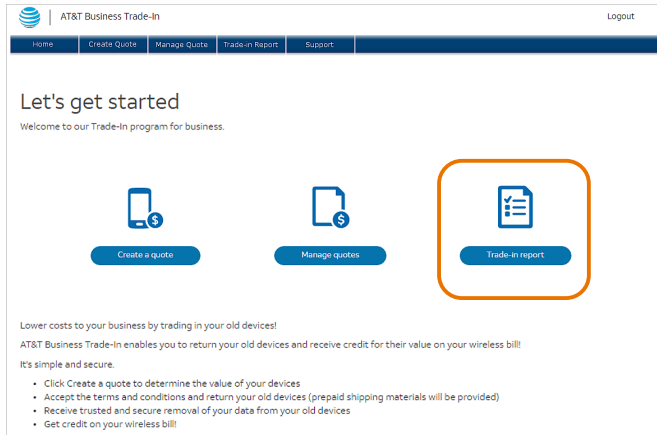 AT&T Business Trade-In
Logout
Home Create Quote Manage Quote Trade-in Report Support
Let's get started
Welcome to our Trade-In program for business.
$ $
Create a quote Manage quotes Trade-in report
Lower costs to your business by trading in your old devices!
AT&T Business Trade-In enables you to return your old devices and receive credit for their value on your wireless bill!
It's simple and secure.
• Click Create a quote to determine the value of your devices
• Accept the terms and conditions and return your old devices (prepaid shipping materials will be provided)
• Receive trusted and secure removal of your data from your old devices
• Get credit on your wireless bill!